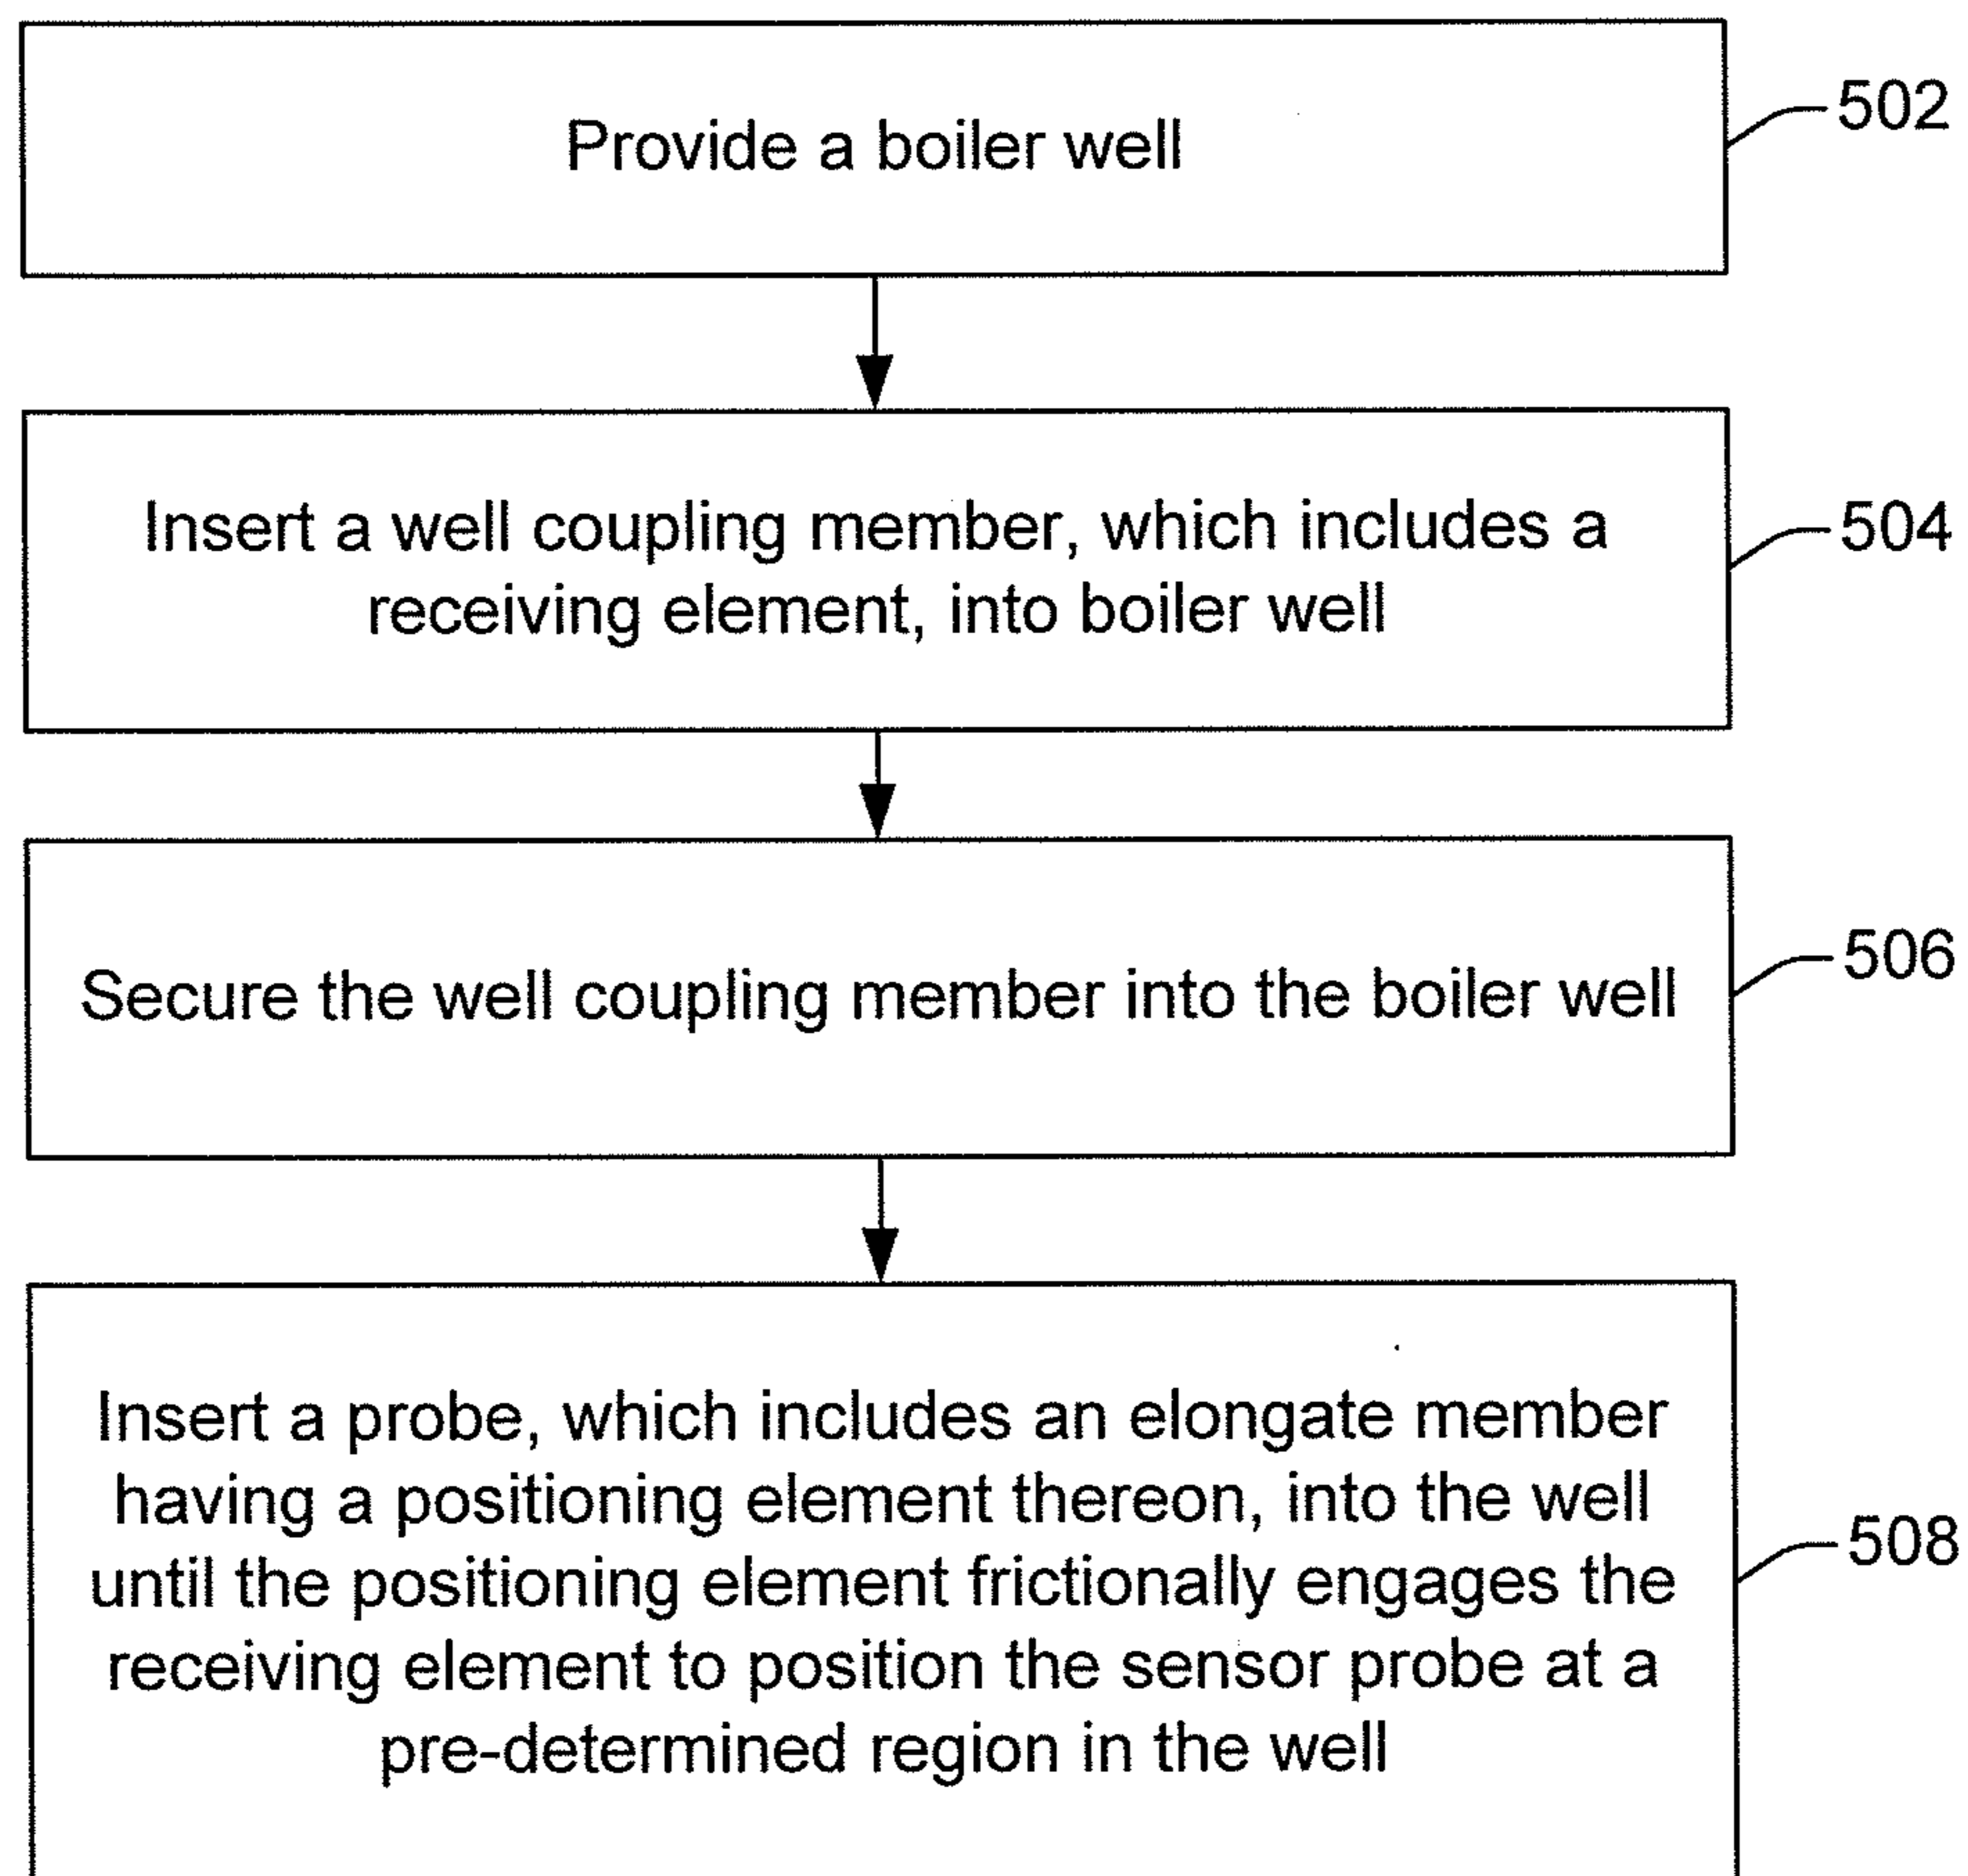 Provide a boiler well
502
Insert a well coupling member, which includes a
receiving element, into boiler well
504
Secure the well coupling member into the boiler well
506
Insert a probe, which includes an elongate member
having a positioning element thereon, into the well
until the positioning element frictionally engages the
receiving element to position the sensor probe at a
pre-determined region in the well
508